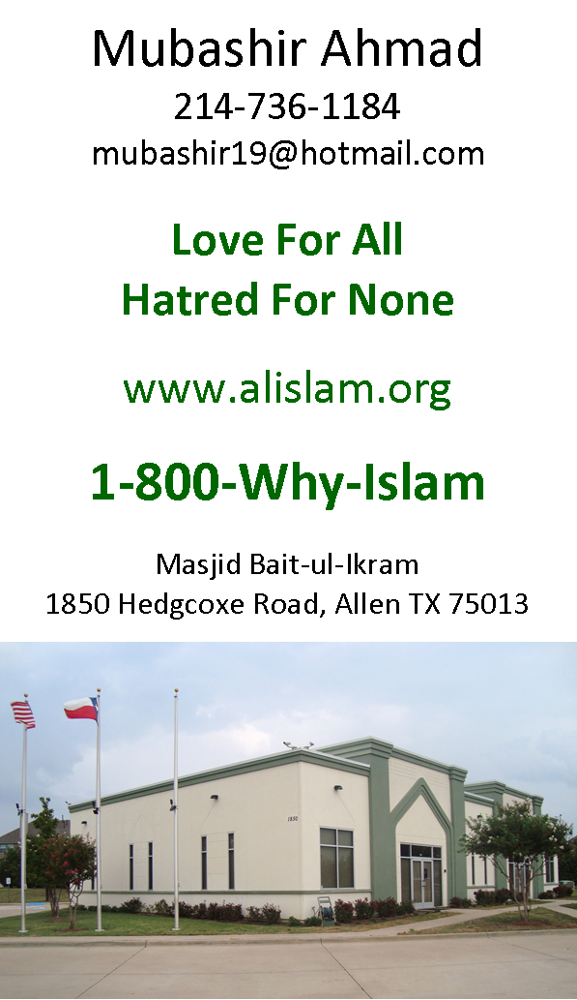 Mubashir Ahmad
214-736-1184
mubashir19@hotmail.com
Love For All
Hatred For None
www.alislam.org
1-800-Why-Islam
Masjid Bait-ul-Ikram
1850 Hedgcoxe Road, Allen TX 75013
1850